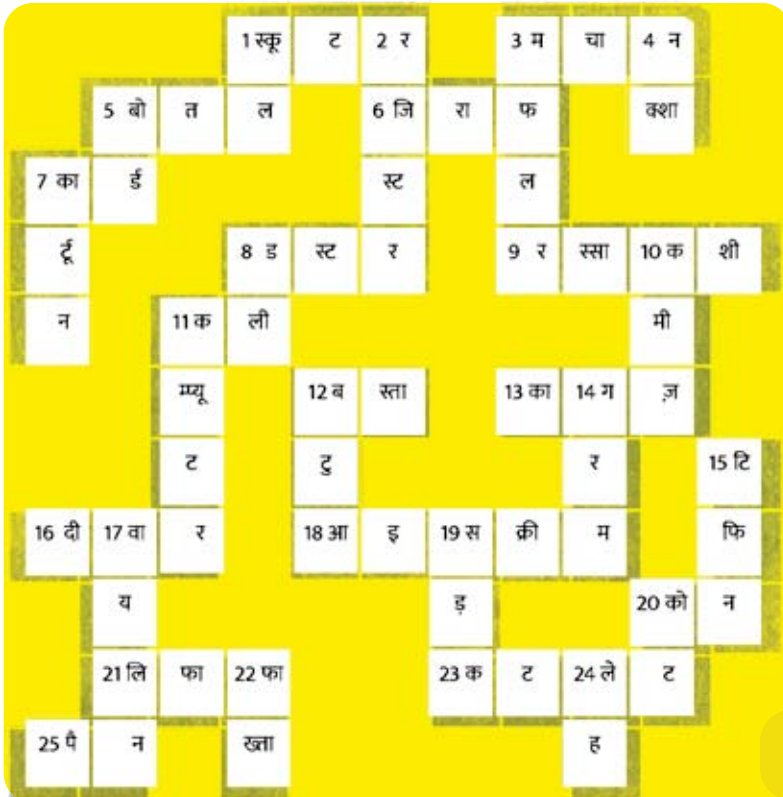 1 स्कू ट 2 र 3 म चा 4 न
5 बो त ल 6 जि रा फ क्शा
7 का र्ड स्ट ल
र्टू 8 ड स्ट र 9 र स्सा 10 क शी
न 11 क ली मी
म्प्यू 12 ब स्ता 13 का 14 ग ज़
ट टु र 15 टि
16 दी 17 वा र 18 आ इ 19 स क्री म फि
य ड़ 20 को न
21 लि फा 22 फा 23 क ट 24 ले ट
25 पै न ख्ता ह